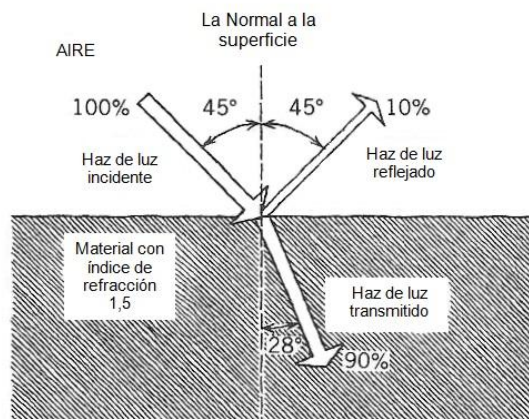 La Normal a la
superficie
AIRE
100%
45°
45°
10%
Haz de luz
incidente
Haz de luz
reflejado
Material con
índice de
refracción
1,5
Haz de luz
transmitido
28°
90%